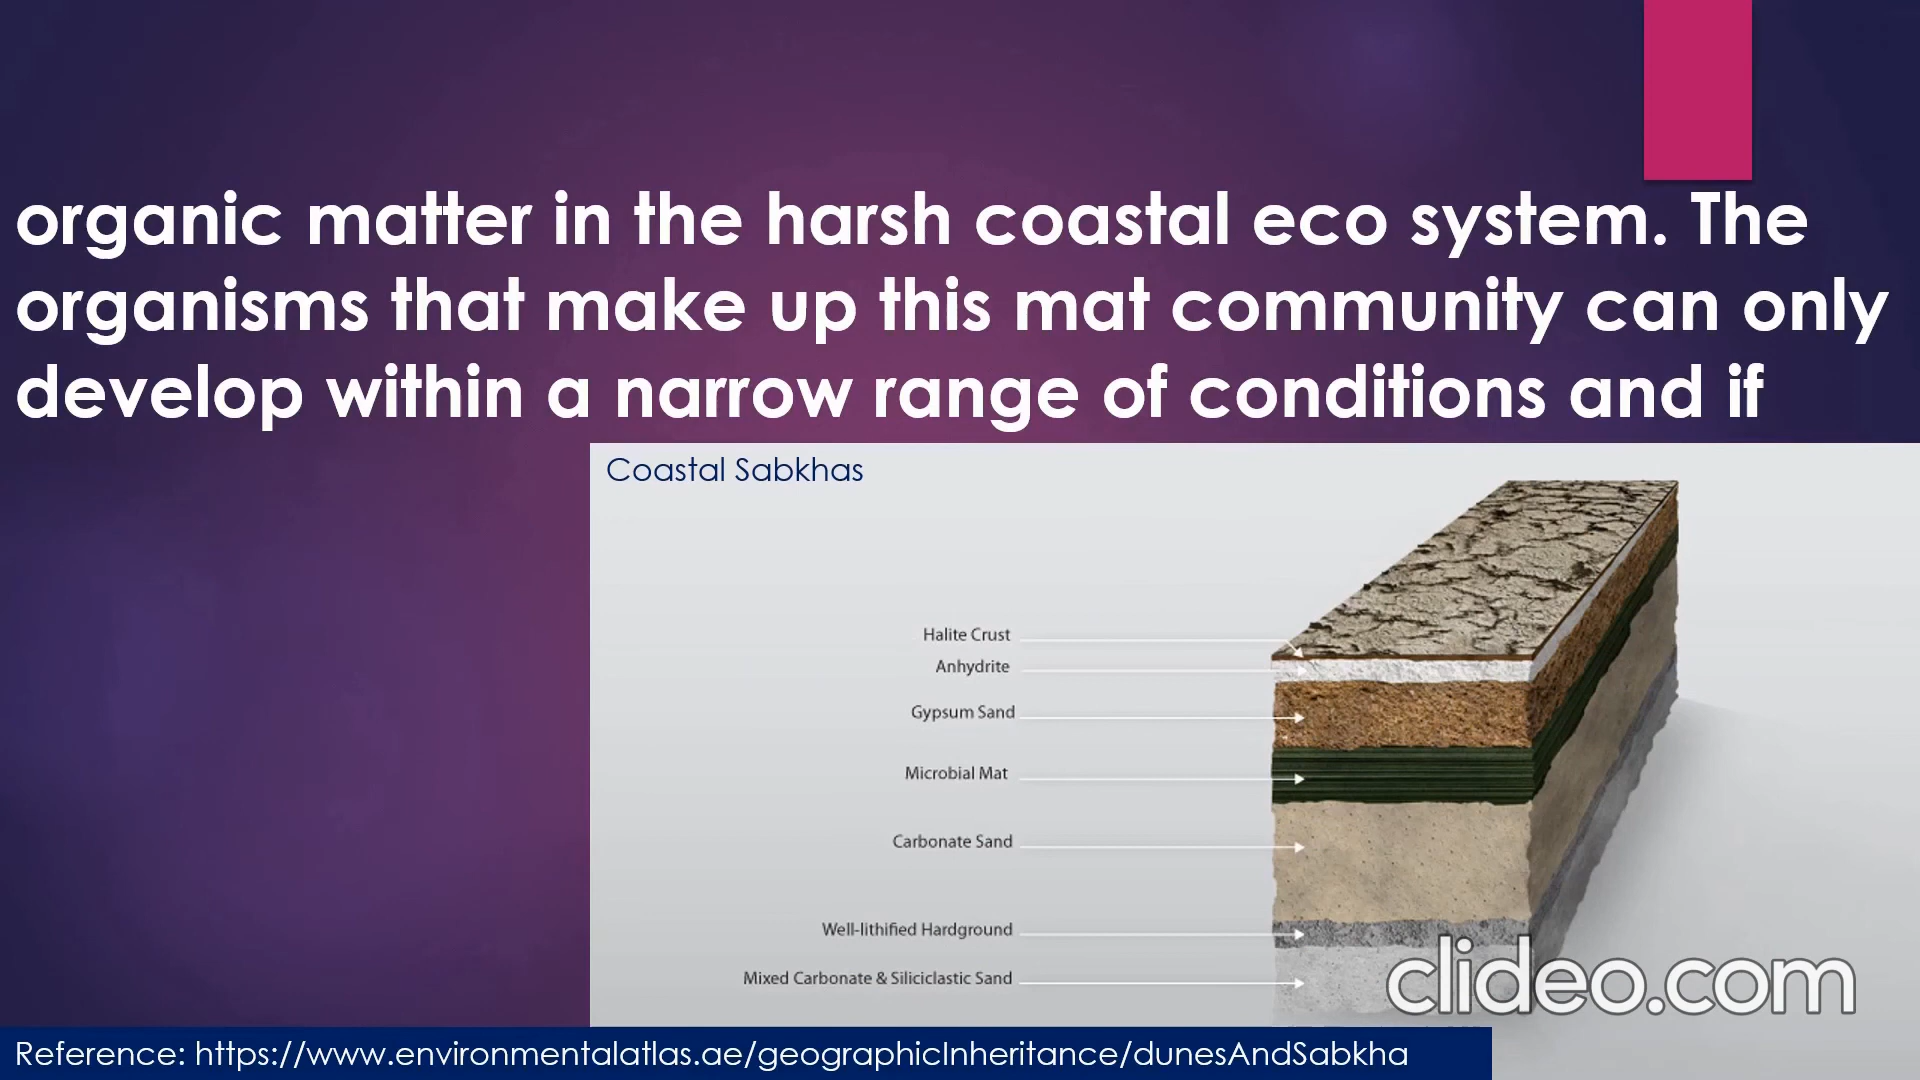 organic matter in the harsh coastal eco system. The
organisms that make up this mat community can only
develop within a narrow range of conditions and if
Coastal Sabkhas
Halite Crust
Anhydrite
Gypsum Sand
Microbial Mat
Carbonate Sand
Well-lithified Hardground
Mixed Carbonate & Siliciclastic Sand
clideo.com
Reference: https://www.environmentalatlas.ae/geographicInheritance/dunesAndSabkha